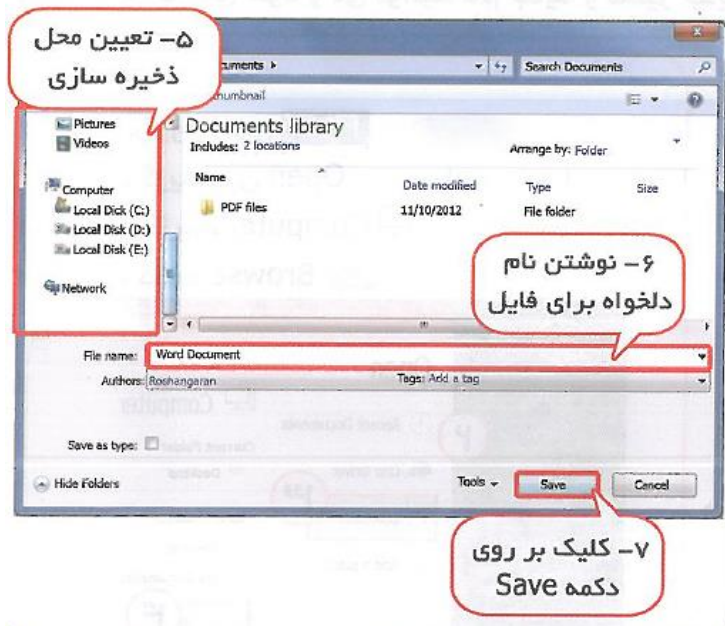 ۵– تعیین محل
ذخیره سازی
cuments
Search Documents
humbnail
Pictures
Videos
Documents library
Includes: 2 locations
Arrange by: Folder
Name
Date modified
Type
Size
PDF files
11/10/2012
File folder
Computer
Local Disk (C:)
Local Disk (D:)
Local Disk (E:)
Network
۶– نوشتن نام
دلخواه برای فایل
File name: Word Document
Authors: Roshangaran
Tags: Add a tag
Save as type:
Hide Folders
Tools
Save
Cancel
۷– کلیک بر روی
دکمه Save